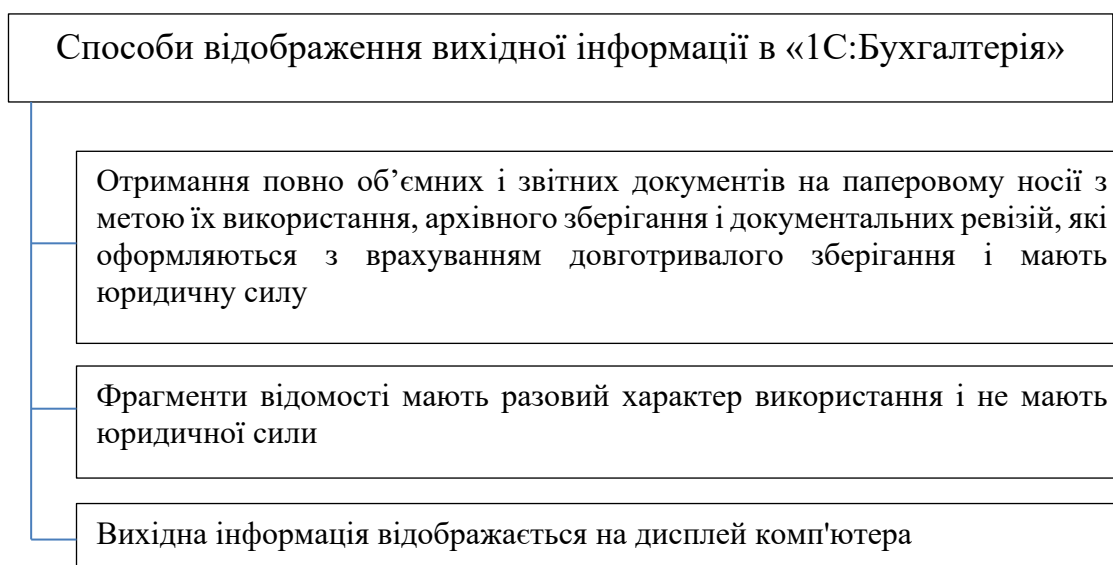 Способи відображення вихідної інформації в «1С:Бухгалтерія»
Отримання повно об’ємних і звітних документів на паперовому носії з
метою їх використання, архівного зберігання і документальних ревізій, які
оформляються з врахуванням довготривалого зберігання і мають
юридичну силу
Фрагменти відомості мають разовий характер використання і не мають
юридичної сили
Вихідна інформація відображається на дисплей комп'ютера